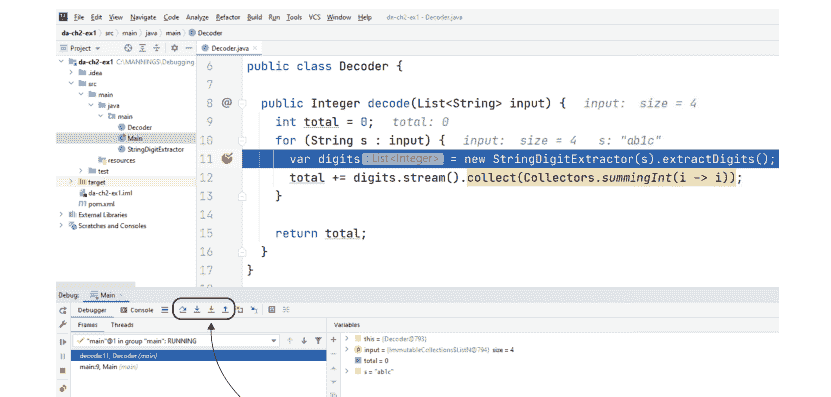 File Edit View Navigate Code Analyze Refactor Build Run Tools VCS Window Help da-ch2-ex1 - Decoder.java
da-ch2-ex1 src main java main Decoder
Project
Decoder.java
da-ch2-ex1 C:\MANNINGS\Debugging
.idea
src
main
java
main
Decoder
Main
StringDigitExtractor
resources
test
target
da-ch2-ex1.iml
pom.xml
External Libraries
Scratches and Consoles
6 public class Decoder {
7
8 @ public Integer decode(List<String> input) { input: size = 4
9 int total = 0; total: 0
10 for (String s : input) { input: size = 4 s: "ab1c"
11 var digits : List<Integer> = new StringDigitExtractor(s).extractDigits();
12 total += digits.stream().collect(Collectors.summingInt(i -> i));
13 }
14
15 return total;
16 }
17 }
Debug: Main
Debugger Console
Frames Threads
"main"@1 in group "main": RUNNING
decode:11, Decoder (main)
main:9, Main (main)
Variables
this = {Decoder@793}
input = {ImmutableCollections$ListN@794} size = 4
total = 0
s = "ab1c"